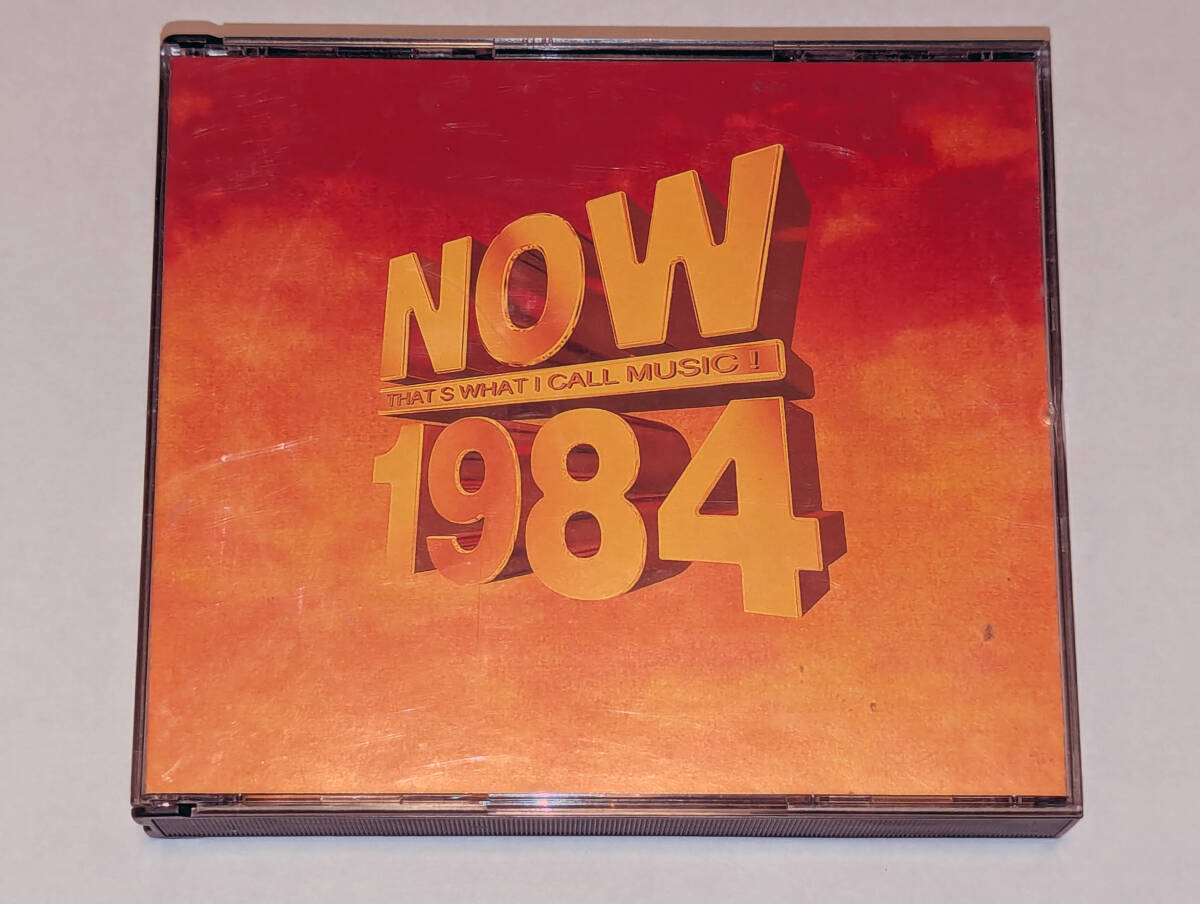 NOW
THAT S WHAT I CALL MUSIC !
1984